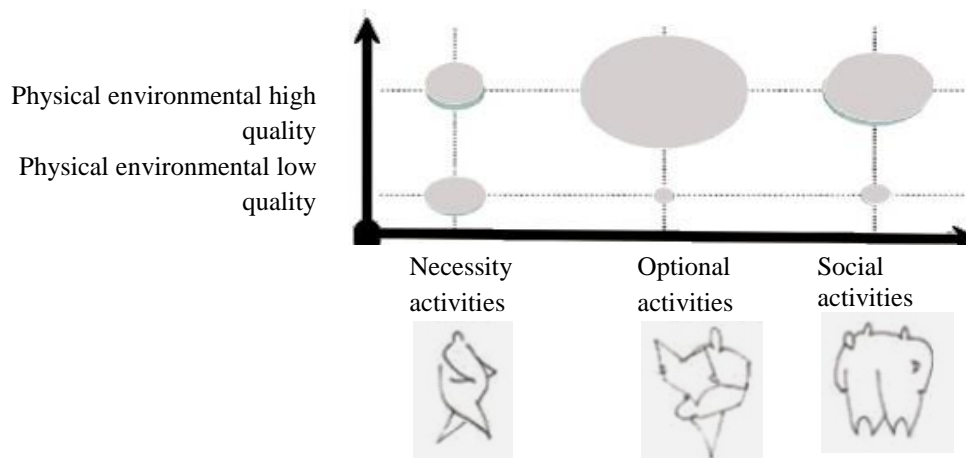 Physical environmental high
quality
Physical environmental low
quality
Necessity
activities
Optional
activities
Social
activities